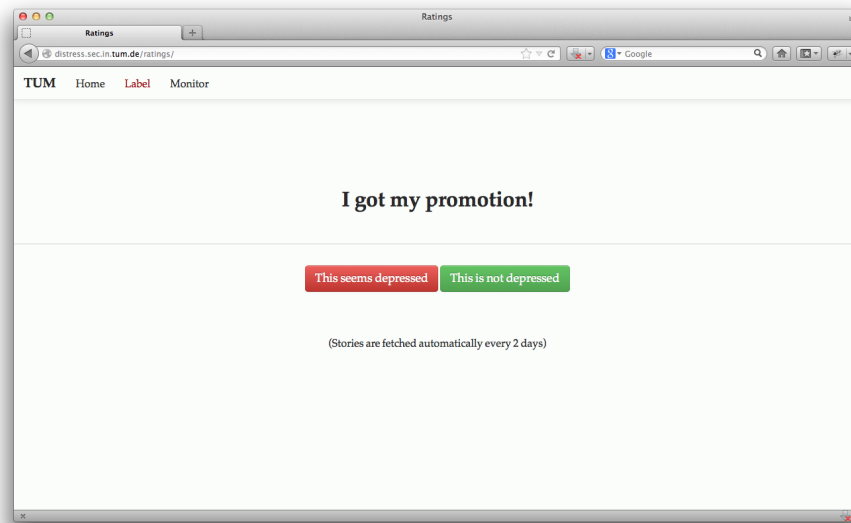 Ratings
Ratings
distress.sec.in.tum.de/ratings/
Google
TUM Home Label Monitor
I got my promotion!
This seems depressed This is not depressed
(Stories are fetched automatically every 2 days)